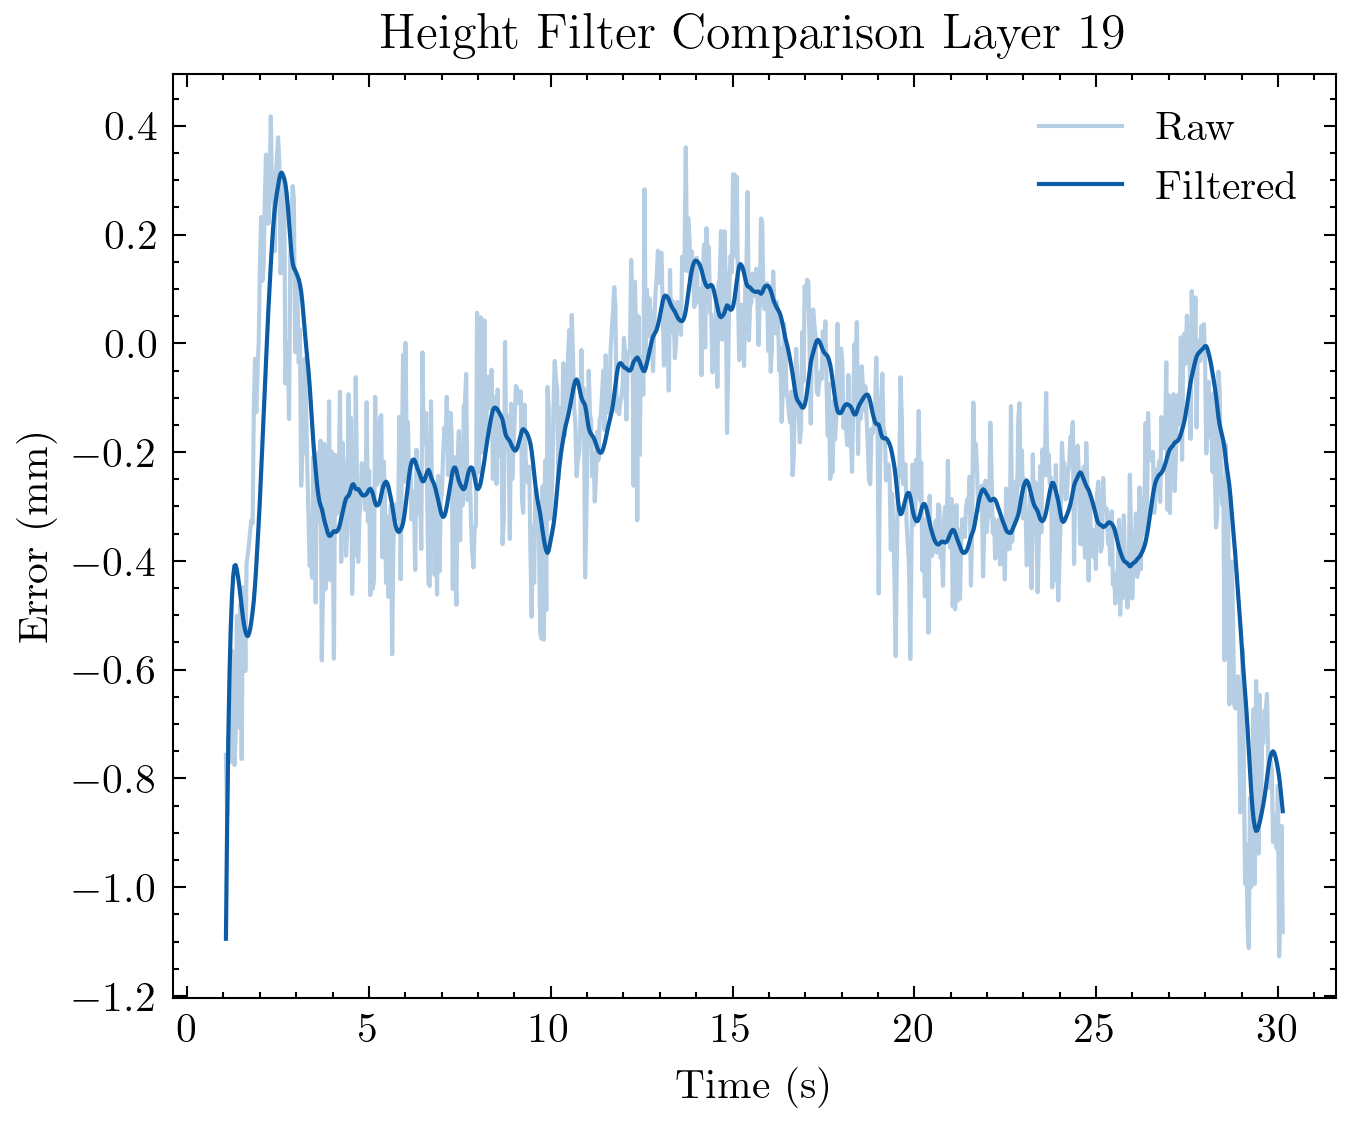 Height Filter Comparison Layer 19
Raw
Filtered
Error (mm)
0.4
0.2
0.0
−0.2
−0.4
−0.6
−0.8
−1.0
−1.2
0 5 10 15 20 25 30
Time (s)